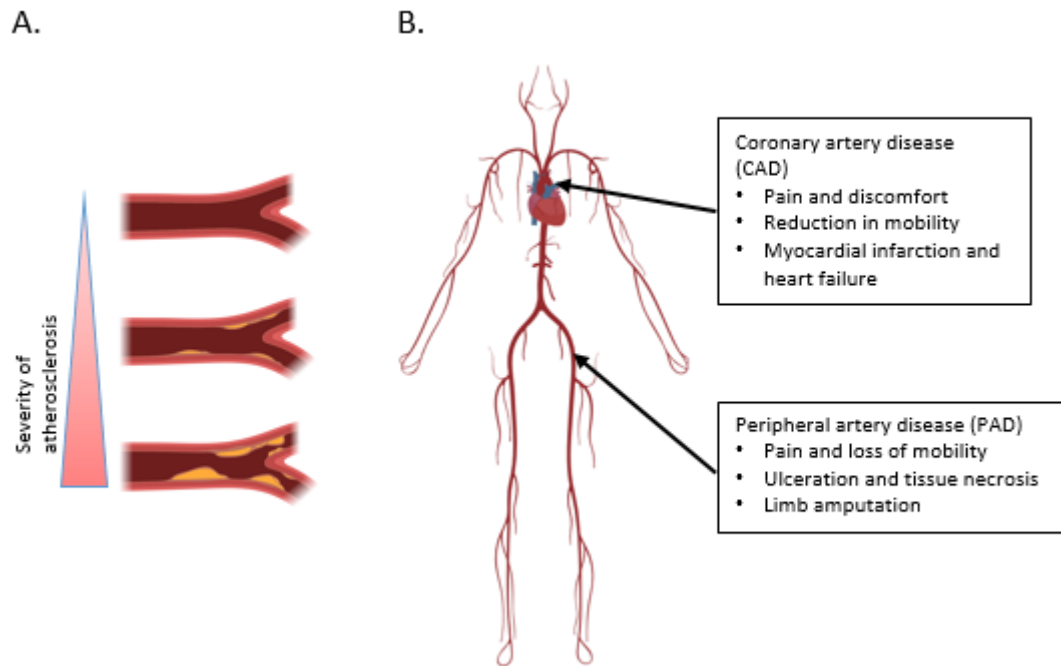 A.
B.
Severity of
atherosclerosis
Coronary artery disease
(CAD)
• Pain and discomfort
• Reduction in mobility
• Myocardial infarction and
heart failure
Peripheral artery disease (PAD)
• Pain and loss of mobility
• Ulceration and tissue necrosis
• Limb amputation